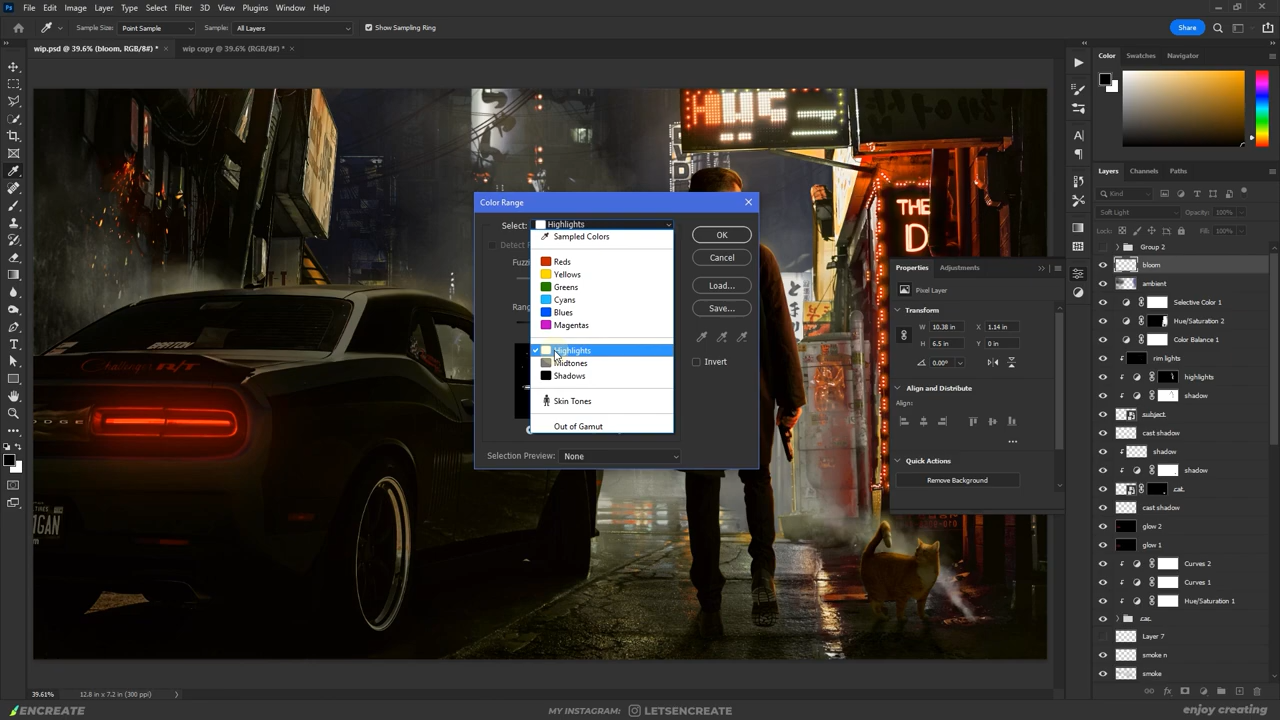 Ps File Edit Image Layer Type Select Filter 3D View Plugins Window Help
Sample Size: Point Sample Sample: All Layers Show Sampling Ring Share
wip.psd @ 39.6% (bloom, RGB/8#) * × wip copy @ 39.6% (RGB/8#) * ×
Color Swatches Navigator
Layers Channels Paths
Kind
Soft Light Opacity: 100%
Lock: Fill: 100%
Group 2
bloom
ambient
Selective Color 1
Hue/Saturation 2
Color Balance 1
rim lights
highlights
shadow
subject
cast shadow
shadow
shadow
cat
cast shadow
glow 2
glow 1
Curves 2
Curves 1
Hue/Saturation 1
car
Layer 7
smoke n
smoke
Properties Adjustments
Pixel Layer
Transform
W 10.38 in X 1.14 in
H 6.5 in Y 0 in
0.00°
Align and Distribute
Align:
Quick Actions
Remove Background
Color Range
Select: Highlights
Sampled Colors
Reds
Yellows
Greens
Cyans
Blues
Magentas
Highlights
Midtones
Shadows
Skin Tones
Out of Gamut
Selection Preview: None
OK
Cancel
Load...
Save...
Invert
THE
D
Challenger R/T
DODGE
39.61% 12.8 in x 7.2 in (300 ppi)
ENCREATE
MY INSTAGRAM: LETSENCREATE
enjoy creating